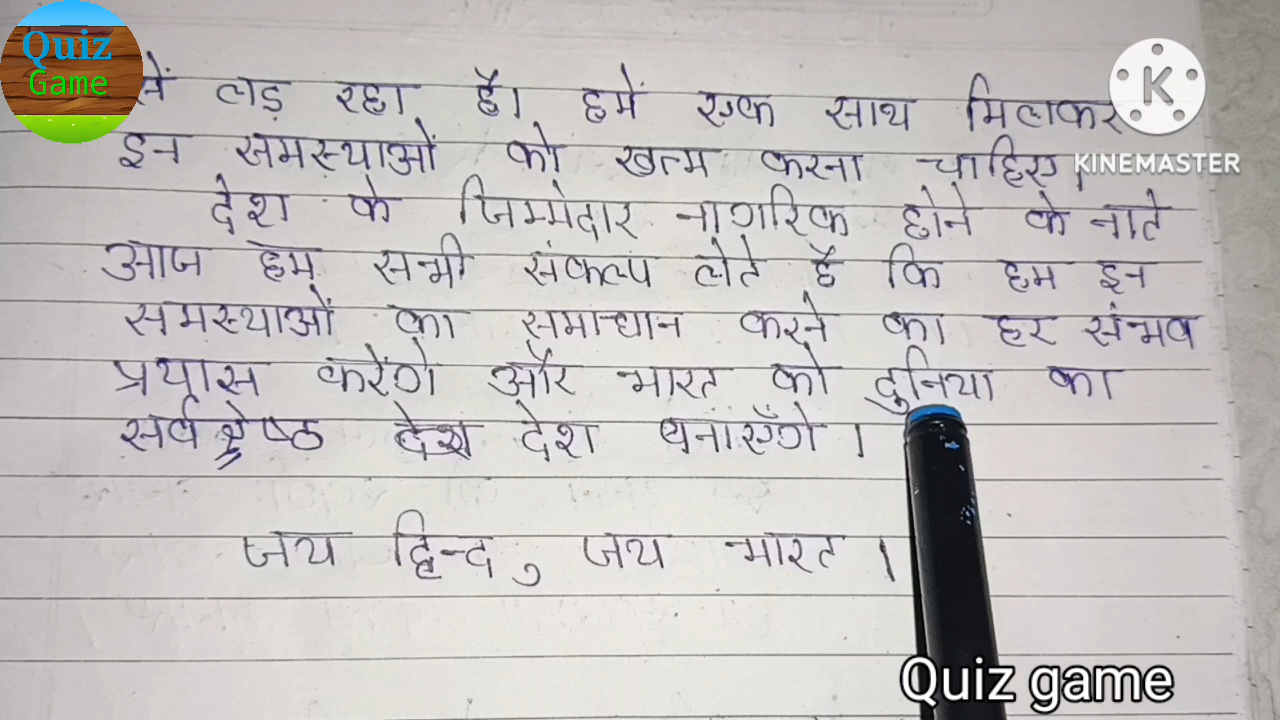 Quiz
Game
से लड़ रहा है। हमें एक साथ मिलकर
K
इन समस्याओं को खत्म करना चाहिए।
KINEMASTER
देश के जिम्मेदार नागरिक होने के नाते
आज हम सभी संकल्प लेते है कि हम इन
समस्याओं का समाधान करने का हर संभव
प्रयास करेंगे और भारत को दुनिया का
सर्वश्रेष्ठ देश बनाएँगे।
जय हिन्द, जय भारत।
Quiz game